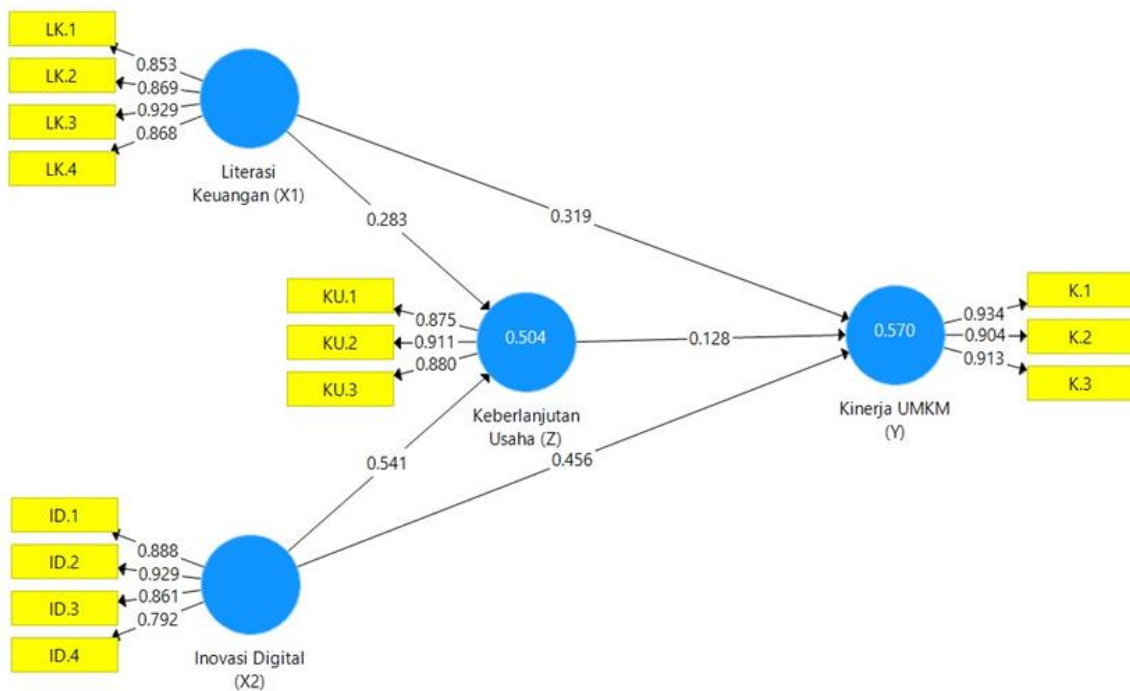 LK.1
LK.2
LK.3
LK.4
0.853
0.869
0.929
0.868
Literasi
Keuangan (X1)
0.283
0.319
KU.1
KU.2
KU.3
0.875
0.911
0.880
0.504
Keberlanjutan
Usaha (Z)
0.128
0.570
Kinerja UMKM
(Y)
0.934
0.904
0.913
K.1
K.2
K.3
0.541
0.456
ID.1
ID.2
ID.3
ID.4
0.888
0.929
0.861
0.792
Inovasi Digital
(X2)